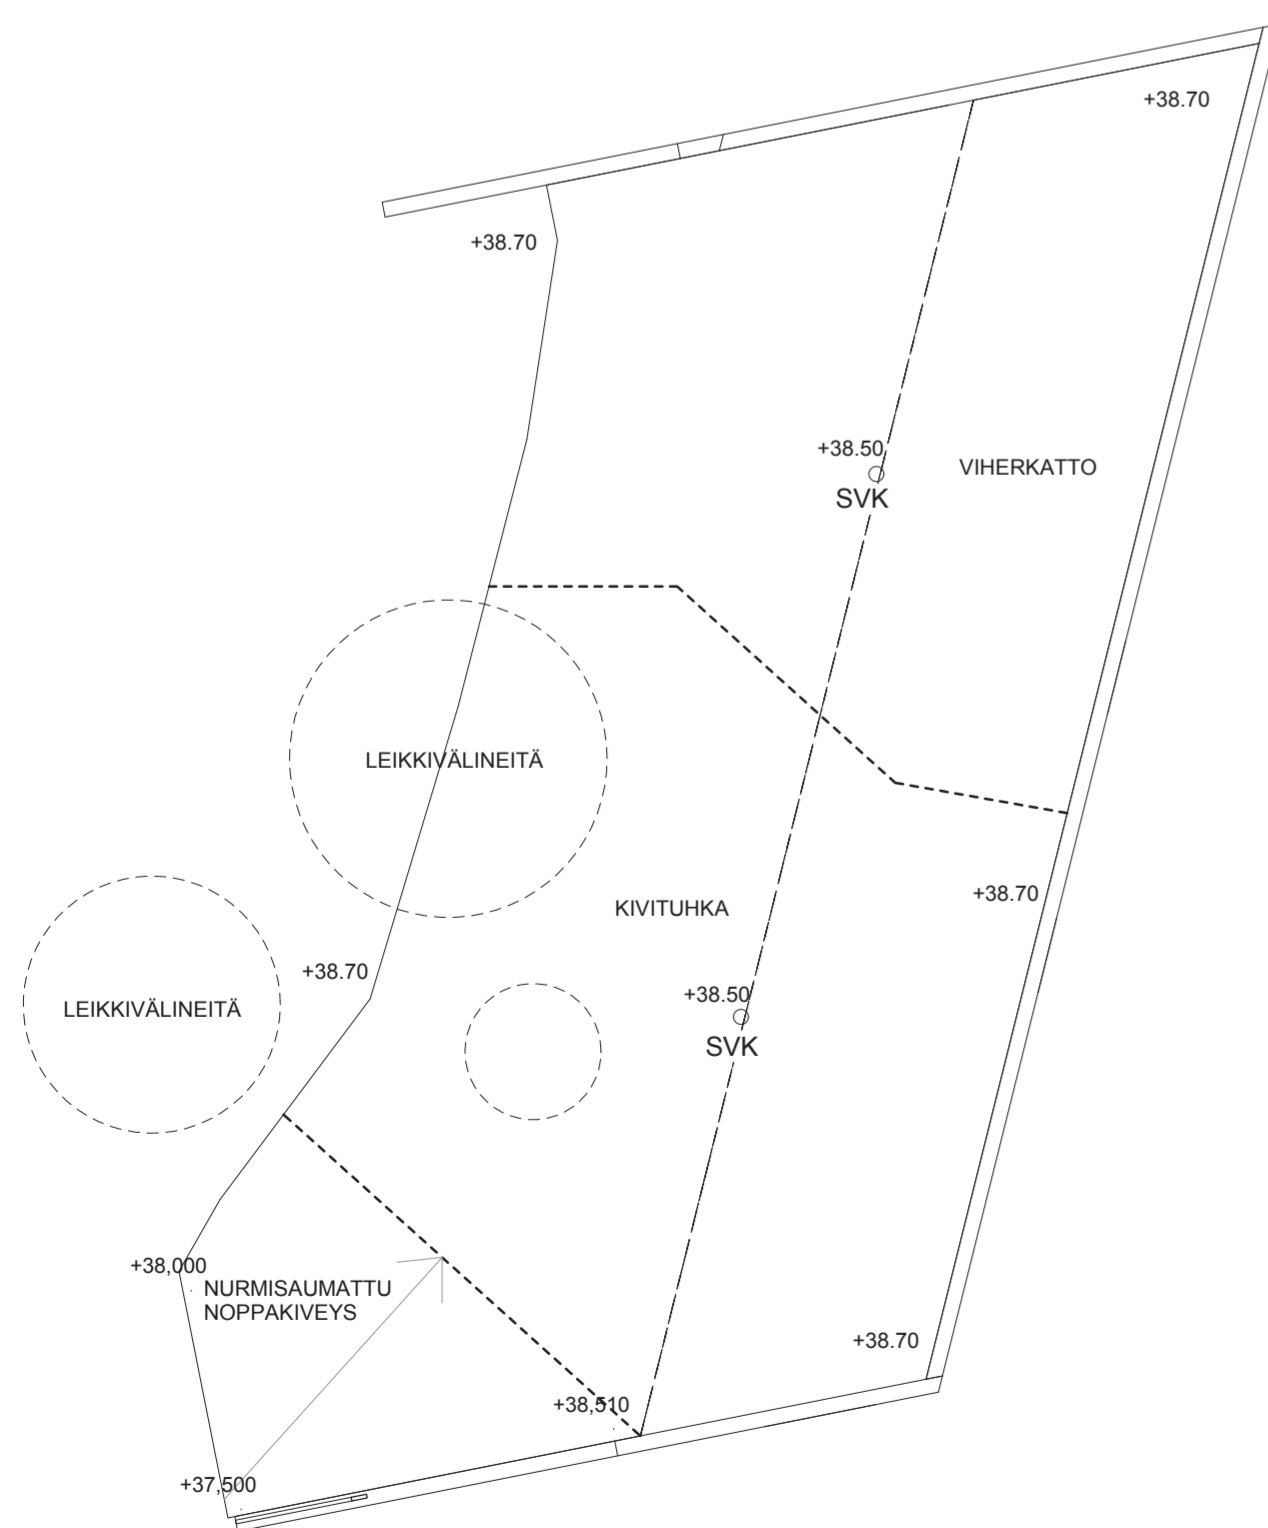 +38.70
+38.70
+38.50
SVK
VIHERKATTO
LEIKKIVÄLINEITÄ
+38.70
KIVITUHKA
+38.70
+38.50
LEIKKIVÄLINEITÄ
SVK
+38,000
NURMISAUMATTU
NOPPAKIVEYS
+38.70
+38,510
+37,500